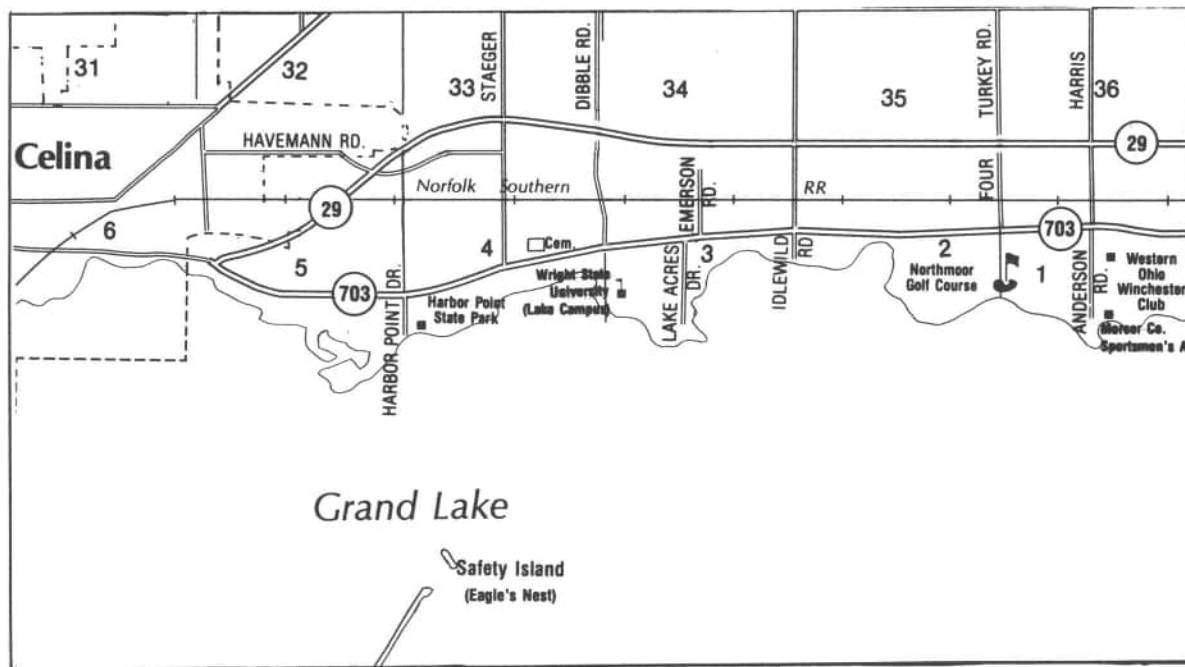 31
32
33
STAEGER
DIBBLE RD.
34
35
TURKEY RD.
HARRIS
36
Celina
HAVEMANN RD.
29
29
Norfolk Southern RR
EMERSON RD.
FOUR
6
5
4
Cem.
3
2
1
703
703
HARBOR POINT DR.
Harbor Point
State Park
Wright State
University
(Lake Campus)
LAKE ACRES DR.
IDLEWILD RD
Northmoor
Golf Course
ANDERSON RD.
Western
Ohio
Winchester
Club
Mercer Co.
Sportsmen's A
Grand Lake
Safety Island
(Eagle's Nest)